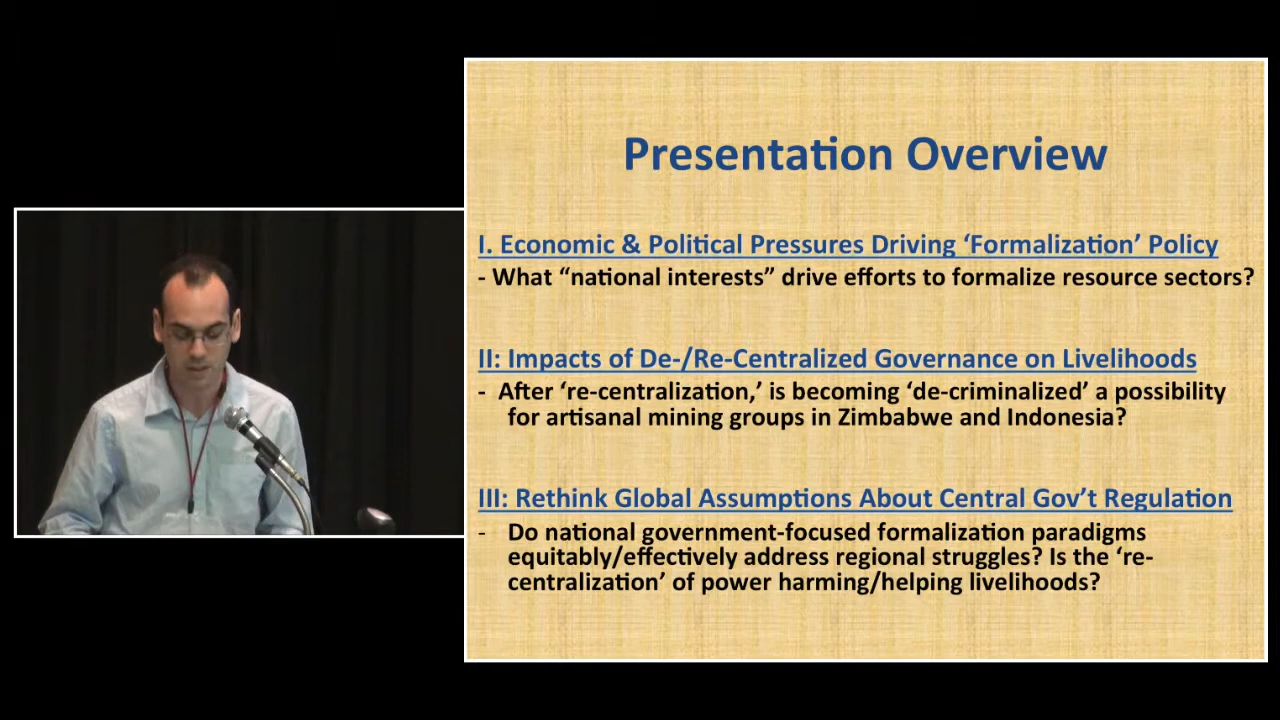 Presentation Overview
I. Economic & Political Pressures Driving ‘Formalization’ Policy
- What “national interests” drive efforts to formalize resource sectors?
II: Impacts of De-/Re-Centralized Governance on Livelihoods
- After ‘re-centralization,’ is becoming ‘de-criminalized’ a possibility
for artisanal mining groups in Zimbabwe and Indonesia?
III: Rethink Global Assumptions About Central Gov’t Regulation
- Do national government-focused formalization paradigms
equitably/effectively address regional struggles? Is the ‘re-
centralization’ of power harming/helping livelihoods?